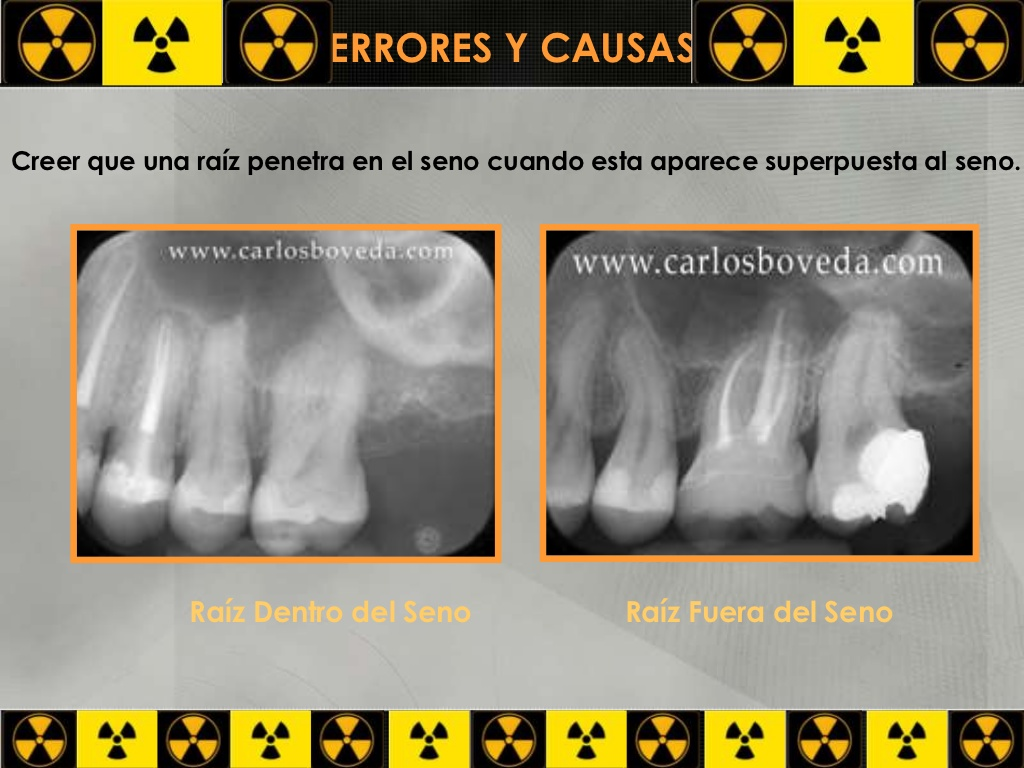 ERRORES Y CAUSAS
Creer que una raíz penetra en el seno cuando esta aparece superpuesta al seno.
www.carlosboveda.com
www.carlosboveda.com
Raíz Dentro del Seno
Raíz Fuera del Seno